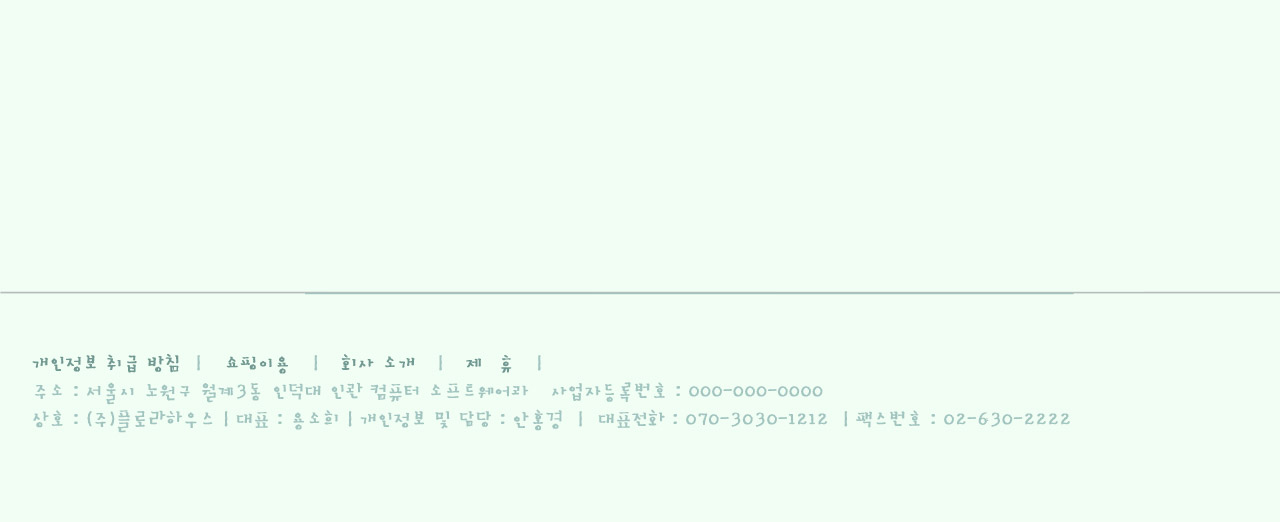 개인정보 취급 방침 | 쇼핑이용 | 회사 소개 | 제 휴 |
주소 : 서울시 노원구 월계3동 인덕대 인관 컴퓨터 소프트웨어과 사업자등록번호 : 000-000-0000
상호 : (주)플로라하우스 | 대표 : 용소희 | 개인정보 및 담당 : 안홍경 | 대표전화 : 070-3030-1212 | 팩스번호 : 02-630-2222